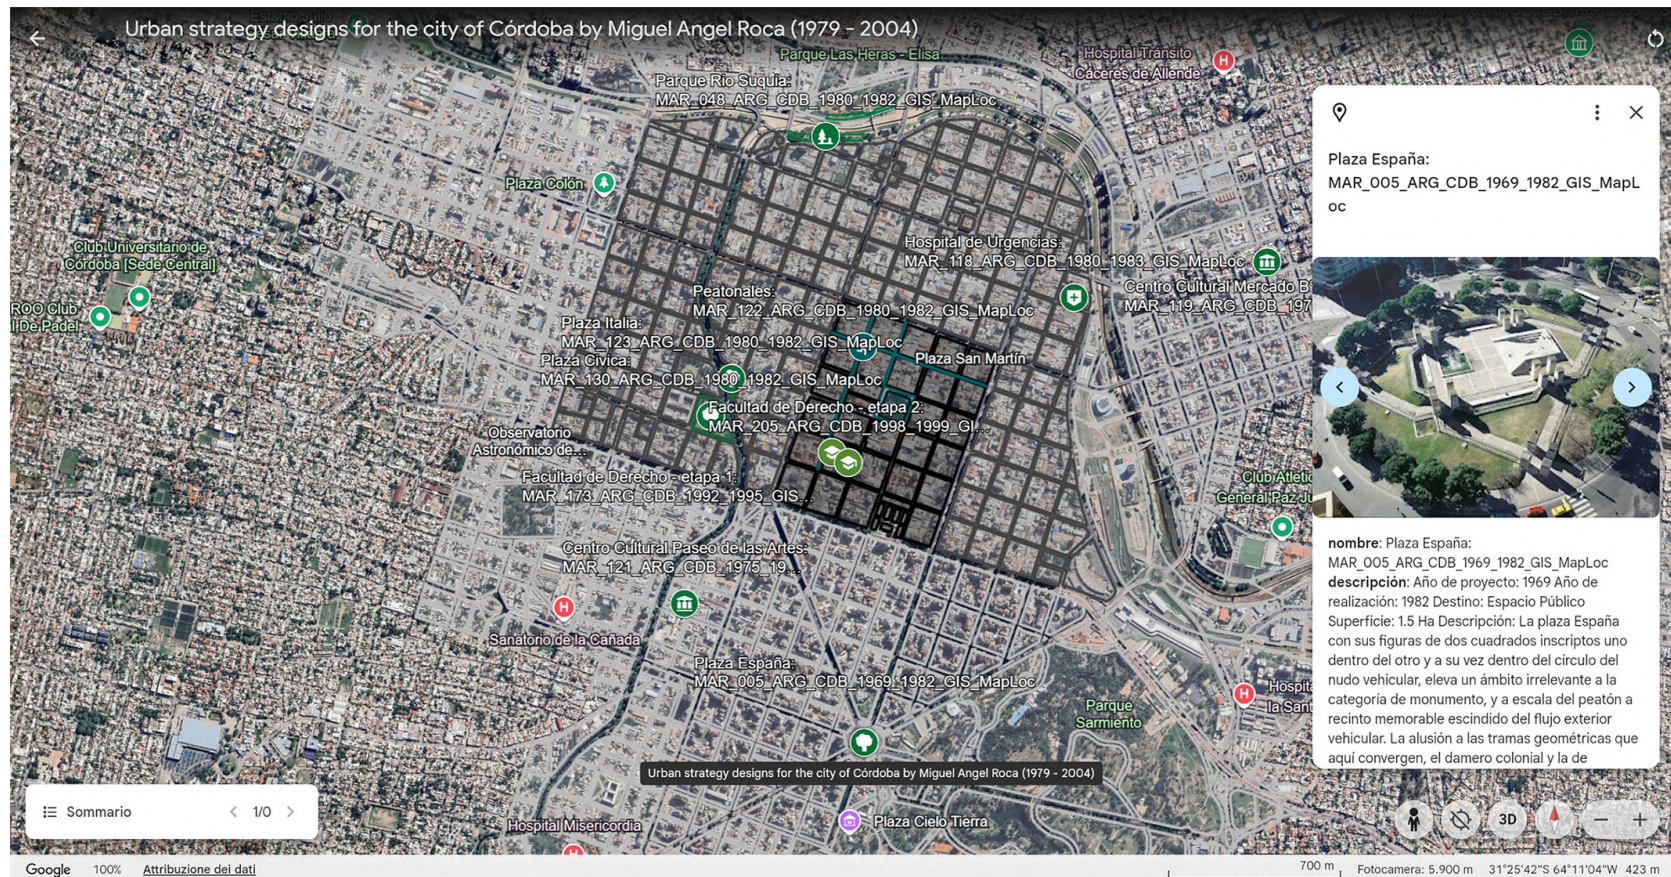 Urban strategy designs for the city of Córdoba by Miguel Angel Roca (1979 - 2004)
Parque Las Heras - Elisa
Hospital Tránsito
Cáceres de Allende
Parque Rio Suquia:
MAR_048_ARG_CDB_1980_1982_GIS_MapLoc
Plaza Colón
Club Universitario de
Córdoba [Sede Central]
ROO Club
l De Padel
Hospital de Urgencias:
MAR_118_ARG_CDB_1980_1983_GIS_MapLoc
Centro Cultural Mercado
MAR_119_ARG_CDB_197
Peatonales:
MAR_122_ARG_CDB_1980_1982_GIS_MapLoc
Plaza Italia:
MAR_123_ARG_CDB_1980_1982_GIS_MapLoc
Plaza San Martín
Plaza Civica:
MAR_130_ARG_CDB_1980_1982_GIS_MapLoc
Facultad de Derecho - etapa 2:
MAR_205_ARG_CDB_1998_1999_GI...
Observatorio
Astronómico de...
Facultad de Derecho - etapa 1:
MAR_173_ARG_CDB_1992_1995_GIS...
Club Atletic
General Paz Ju
Centro Cultural Paseo de las Artes:
MAR_121_ARG_CDB_1975_19...
Sanatorio de la Cañada
Plaza España:
MAR_005_ARG_CDB_1969_1982_GIS_MapLoc
Parque
Sarmiento
Hospita
la Sant
Urban strategy designs for the city of Córdoba by Miguel Angel Roca (1979 - 2004)
Plaza Cielo Tierra
Hospital Misericordia
Plaza España:
MAR_005_ARG_CDB_1969_1982_GIS_MapL
oc
nombre: Plaza España:
MAR_005_ARG_CDB_1969_1982_GIS_MapLoc
descripción: Año de proyecto: 1969 Año de
realización: 1982 Destino: Espacio Público
Superficie: 1.5 Ha Descripción: La plaza España
con sus figuras de dos cuadrados inscriptos uno
dentro del otro y a su vez dentro del circulo del
nudo vehicular, eleva un ámbito irrelevante a la
categoría de monumento, y a escala del peatón a
recinto memorable escindido del flujo exterior
vehicular. La alusión a las tramas geométricas que
aquí convergen, el damero colonial y la de
Sommario
1/0
3D
Google
100%
Attribuzione dei dati
700 m
Fotocamera: 5.900 m
31°25'42"S 64°11'04"W
423 m